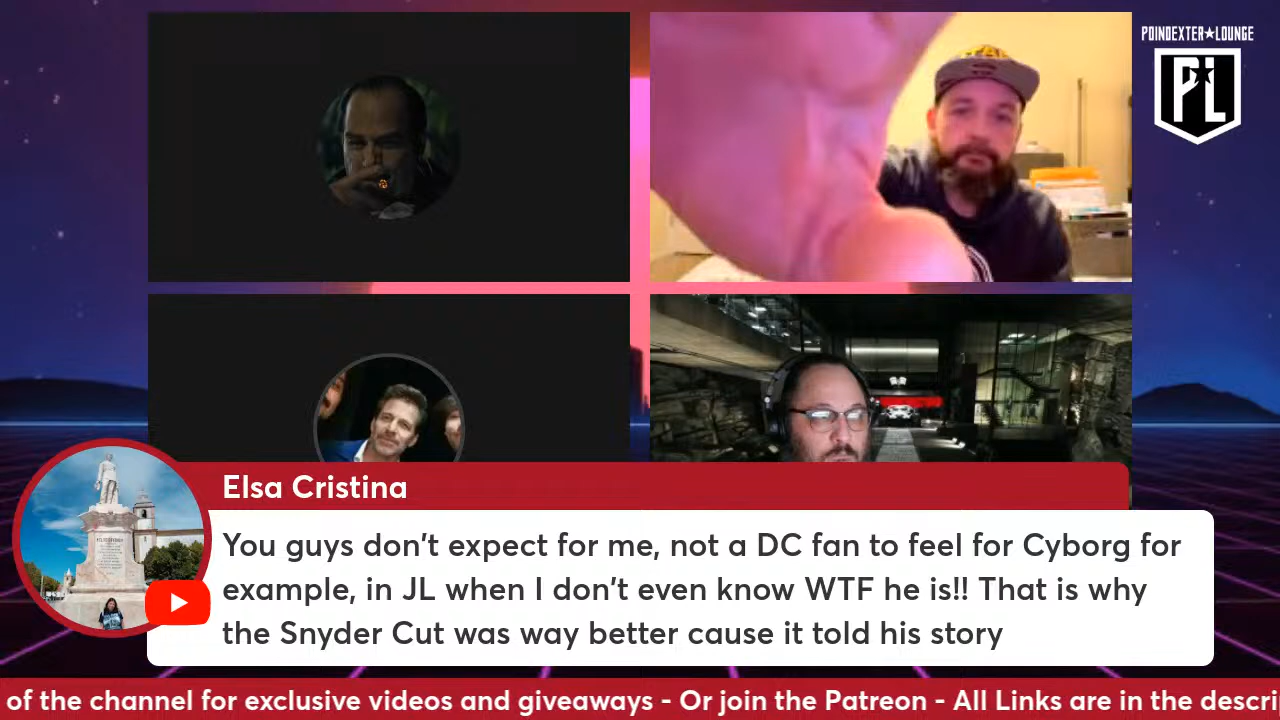 POINDEXTER★LOUNGE
PL
Elsa Cristina
You guys don't expect for me, not a DC fan to feel for Cyborg for
example, in JL when I don't even know WTF he is!! That is why
the Snyder Cut was way better cause it told his story
of the channel for exclusive videos and giveaways - Or join the Patreon - All Links are in the descri